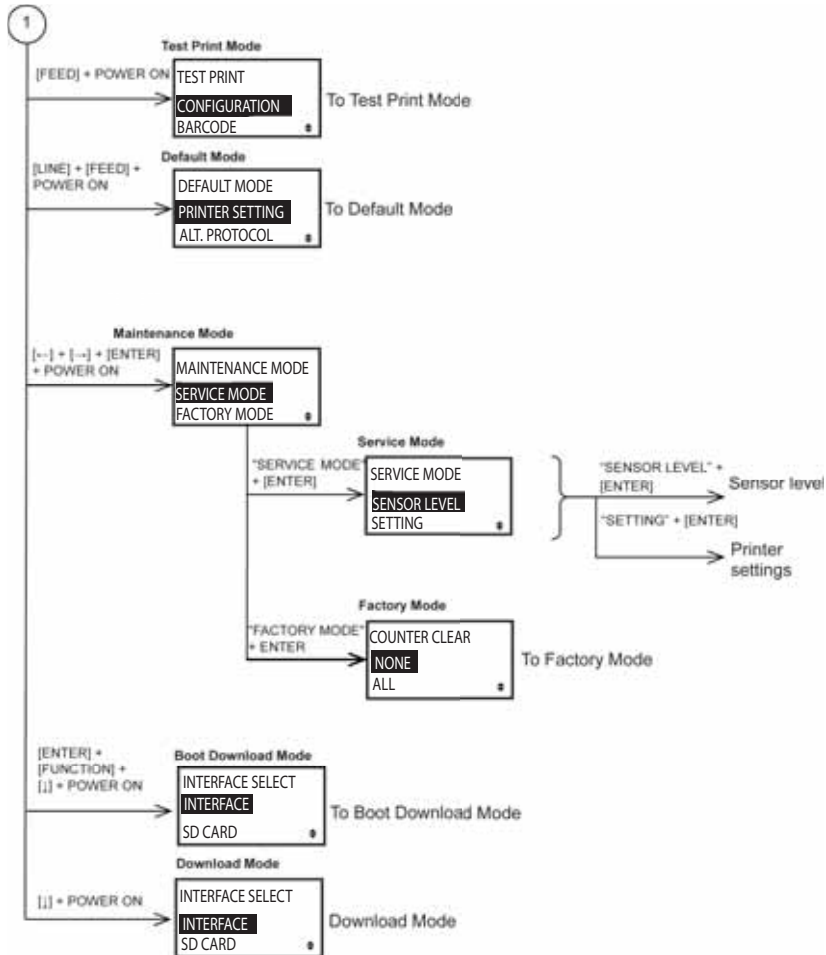 1
Test Print Mode
[FEED] + POWER ON
TEST PRINT
CONFIGURATION
BARCODE
To Test Print Mode
Default Mode
[LINE] + [FEED] +
POWER ON
DEFAULT MODE
PRINTER SETTING
ALT. PROTOCOL
To Default Mode
Maintenance Mode
[←] + [→] + [ENTER]
+ POWER ON
MAINTENANCE MODE
SERVICE MODE
FACTORY MODE
Service Mode
"SERVICE MODE"
+ [ENTER]
SERVICE MODE
SENSOR LEVEL
SETTING
"SENSOR LEVEL" +
[ENTER]
Sensor level
"SETTING" + [ENTER]
Printer
settings
Factory Mode
"FACTORY MODE"
+ ENTER
COUNTER CLEAR
NONE
ALL
To Factory Mode
[ENTER] +
[FUNCTION] +
[↓] + POWER ON
Boot Download Mode
INTERFACE SELECT
INTERFACE
SD CARD
To Boot Download Mode
Download Mode
[↓] + POWER ON
INTERFACE SELECT
INTERFACE
SD CARD
Download Mode